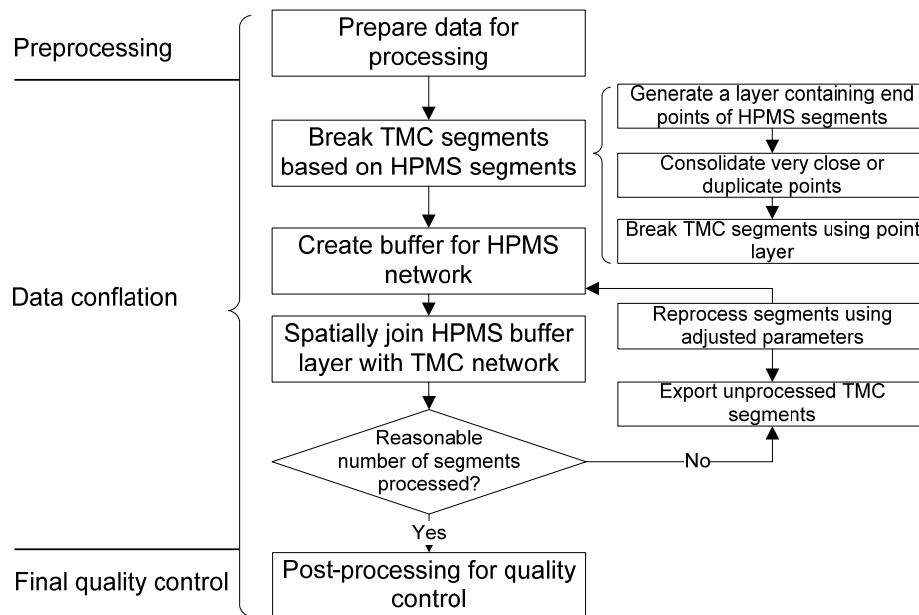 Preprocessing
Prepare data for
processing
Break TMC segments
based on HPMS segments
Generate a layer containing end
points of HPMS segments
Consolidate very close or
duplicate points
Break TMC segments using point
layer
Data conflation
Create buffer for HPMS
network
Spatially join HPMS buffer
layer with TMC network
Reprocess segments using
adjusted parameters
Export unprocessed TMC
segments
Reasonable
number of segments
processed?
No
Yes
Final quality control
Post-processing for quality
control